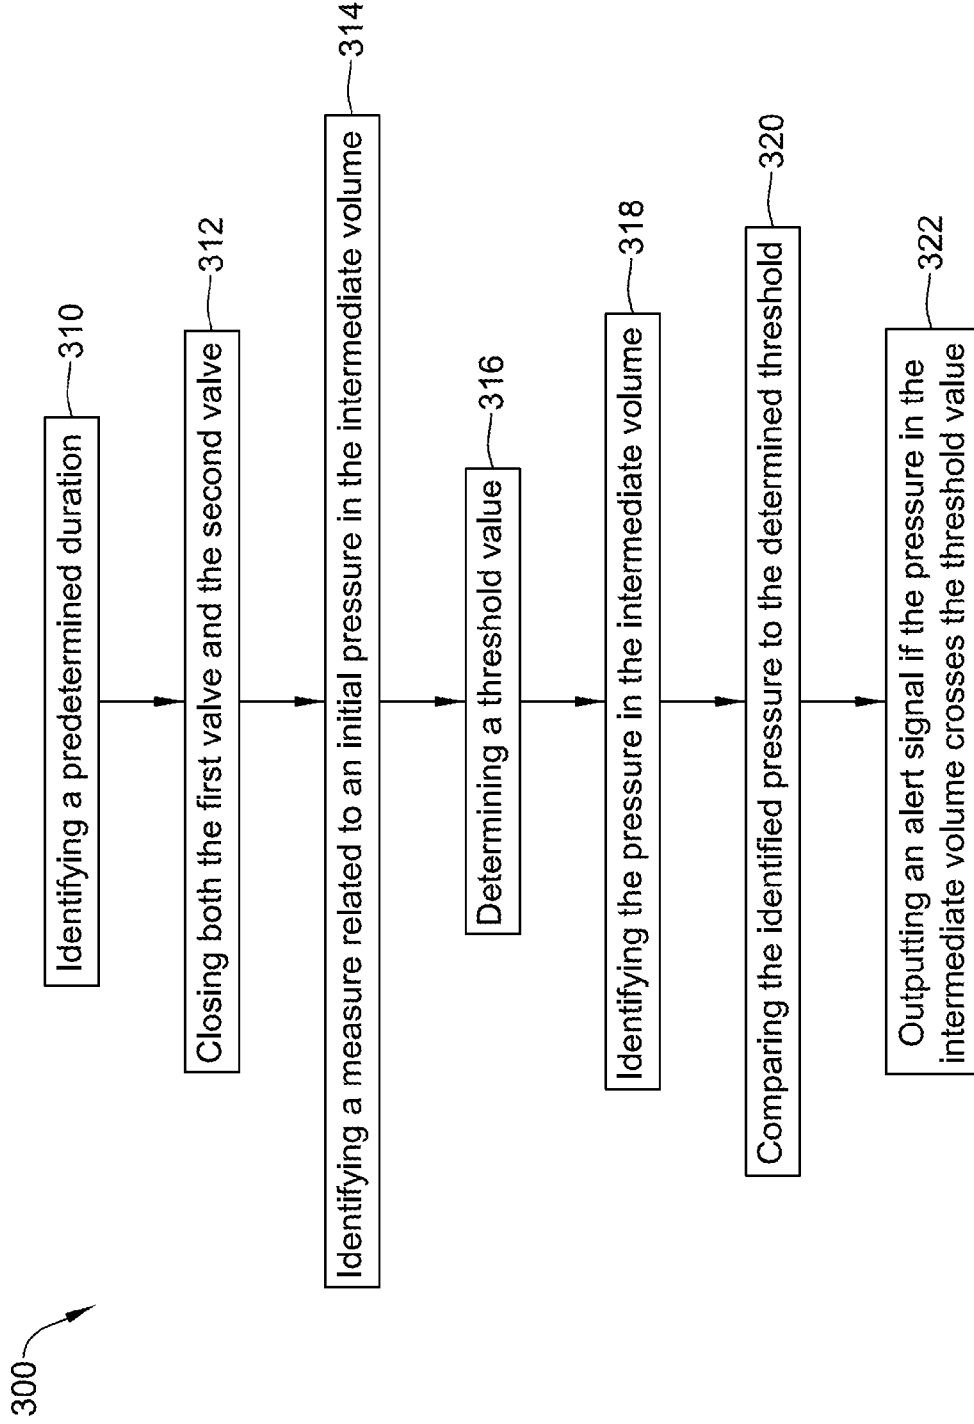 300
Identifying a predetermined duration
310
Closing both the first valve and the second valve
312
Identifying a measure related to an initial pressure in the intermediate volume
314
Determining a threshold value
316
Identifying the pressure in the intermediate volume
318
Comparing the identified pressure to the determined threshold
320
Outputting an alert signal if the pressure in the
intermediate volume crosses the threshold value
322